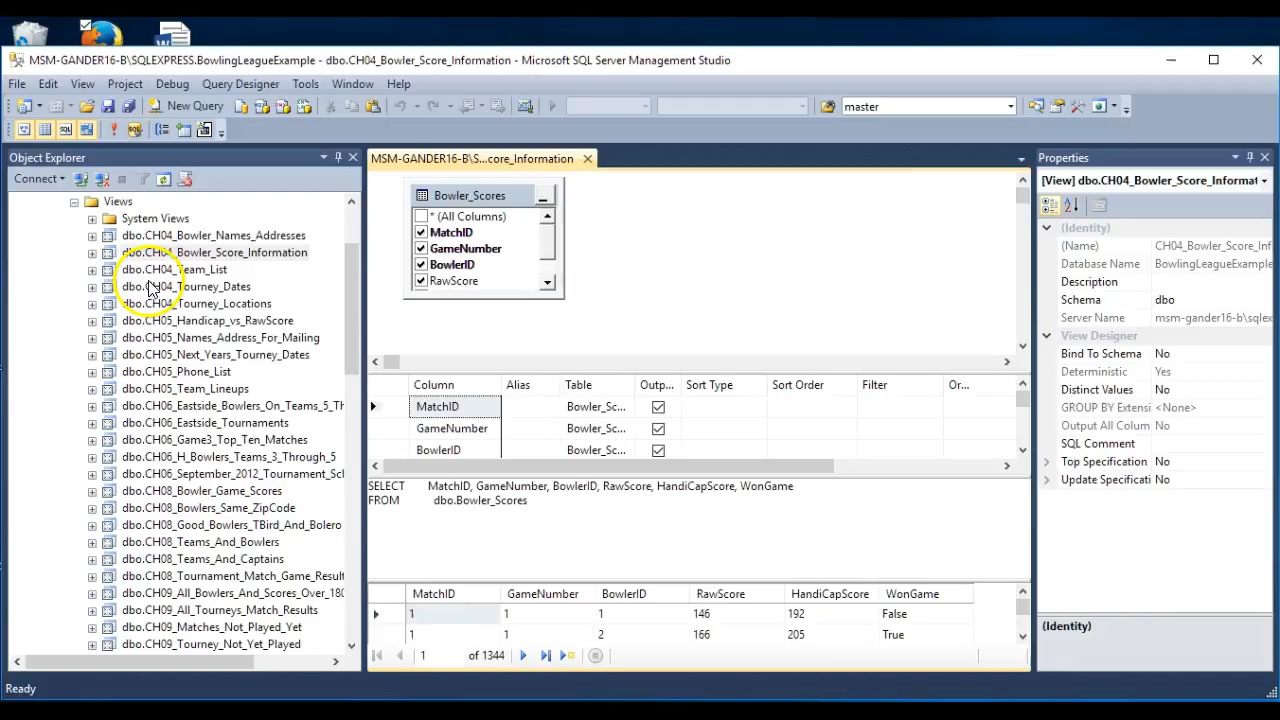 MSM-GANDER16-B\SQLEXPRESS.BowlingLeagueExample - dbo.CH04_Bowler_Score_Information - Microsoft SQL Server Management Studio
File Edit View Project Debug Query Designer Tools Window Help
New Query master
Object Explorer
Connect
Views
System Views
dbo.CH04_Bowler_Names_Addresses
dbo.CH04_Bowler_Score_Information
dbo.CH04_Team_List
dbo.CH04_Tourney_Dates
dbo.CH04_Tourney_Locations
dbo.CH05_Handicap_vs_RawScore
dbo.CH05_Names_Address_For_Mailing
dbo.CH05_Next_Years_Tourney_Dates
dbo.CH05_Phone_List
dbo.CH05_Team_Lineups
dbo.CH06_Eastside_Bowlers_On_Teams_5_Th
dbo.CH06_Eastside_Tournaments
dbo.CH06_Game3_Top_Ten_Matches
dbo.CH06_H_Bowlers_Teams_3_Through_5
dbo.CH06_September_2012_Tournament_Scl
dbo.CH08_Bowler_Game_Scores
dbo.CH08_Bowlers_Same_ZipCode
dbo.CH08_Good_Bowlers_TBird_And_Bolero
dbo.CH08_Teams_And_Bowlers
dbo.CH08_Teams_And_Captains
dbo.CH08_Tournament_Match_Game_Result
dbo.CH09_All_Bowlers_And_Scores_Over_180
dbo.CH09_All_Tourneys_Match_Results
dbo.CH09_Matches_Not_Played_Yet
dbo.CH09_Tourney_Not_Yet_Played
MSM-GANDER16-B\S...core_Information
Bowler_Scores
* (All Columns)
MatchID
GameNumber
BowlerID
RawScore
Column Alias Table Outp... Sort Type Sort Order Filter Or...
MatchID Bowler_Sc...
GameNumber Bowler_Sc...
BowlerID Bowler_Sc...
SELECT MatchID, GameNumber, BowlerID, RawScore, HandiCapScore, WonGame
FROM dbo.Bowler_Scores
MatchID GameNumber BowlerID RawScore HandiCapScore WonGame
1 1 1 146 192 False
1 1 2 166 205 True
1 of 1344
Properties
[View] dbo.CH04_Bowler_Score_Informat
(Identity)
(Name) CH04_Bowler_Score_Inf
Database Name BowlingLeagueExample
Description
Schema dbo
Server Name msm-gander16-b\sqlex
View Designer
Bind To Schema No
Deterministic Yes
Distinct Values No
GROUP BY Extensi <None>
Output All Colum No
SQL Comment
Top Specification No
Update Specificati No
(Identity)
Ready